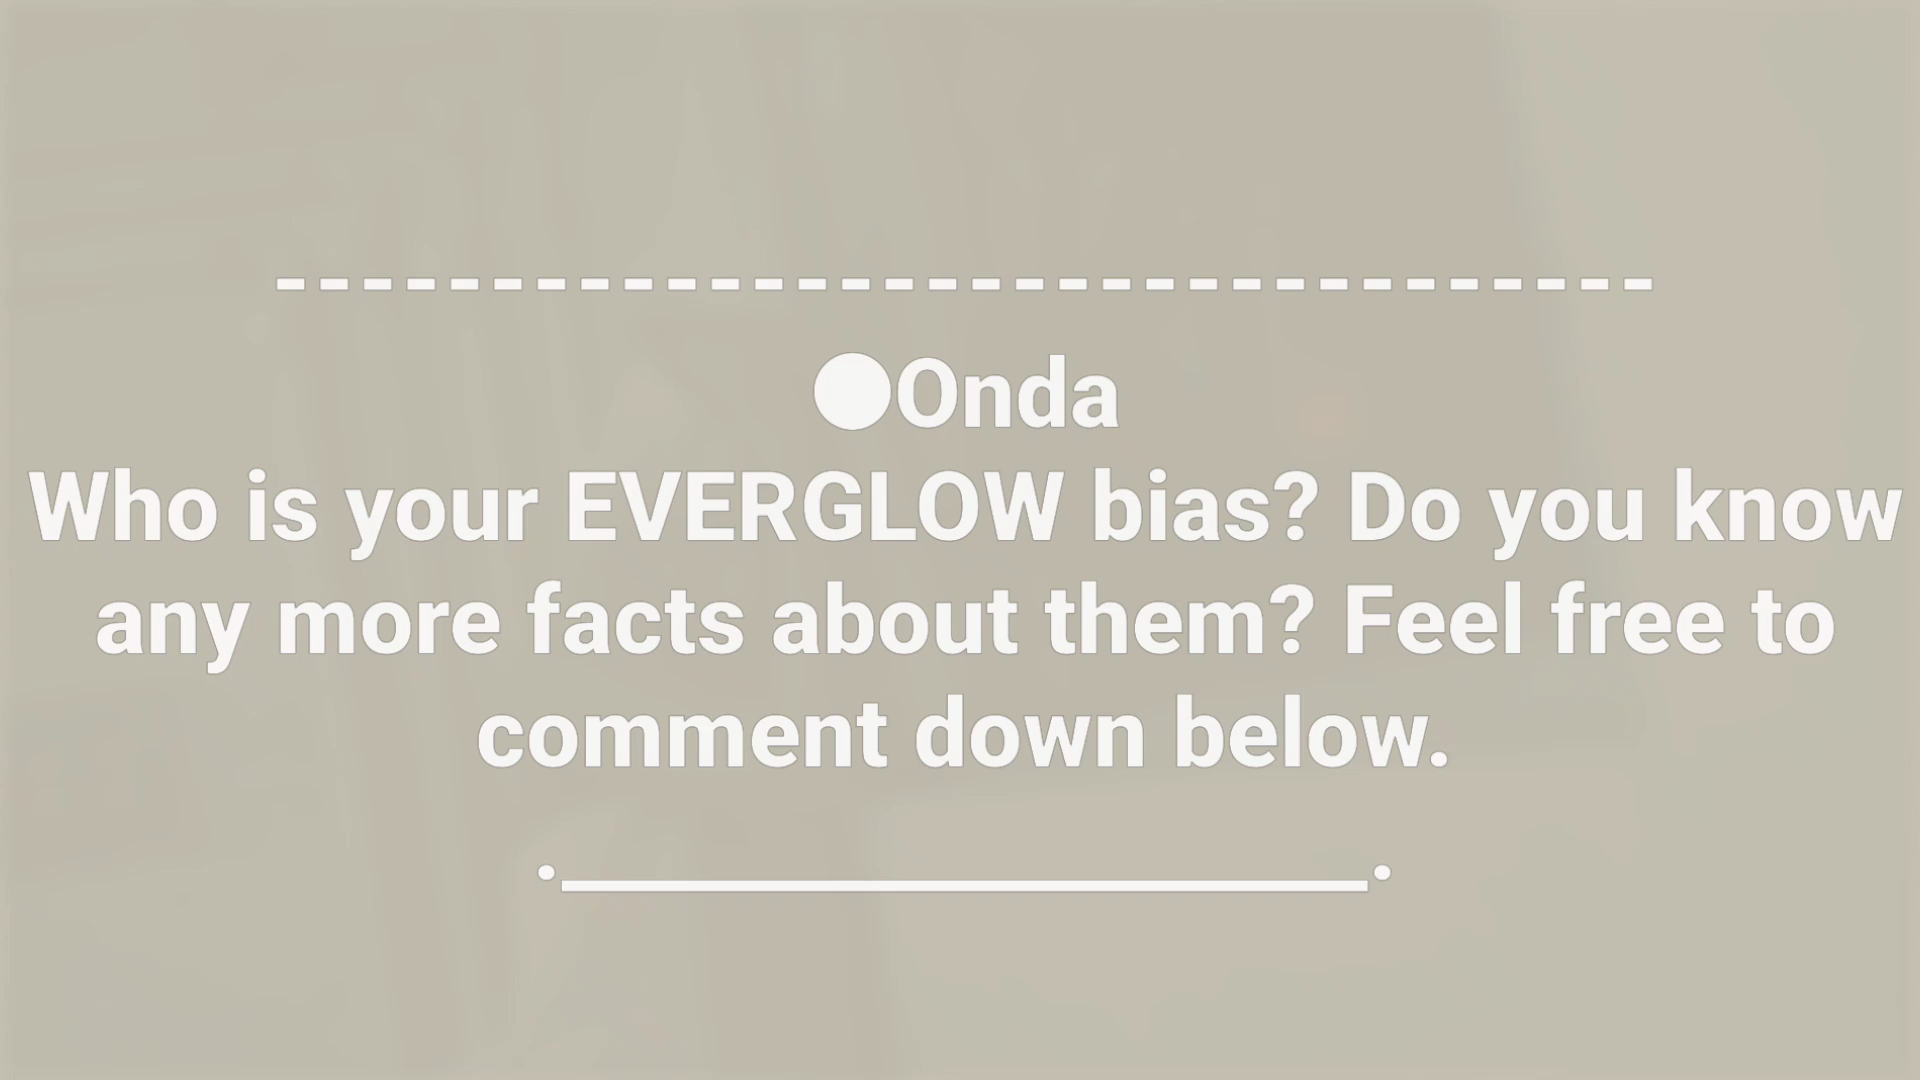 ●Onda
Who is your EVERGLOW bias? Do you know
any more facts about them? Feel free to
comment down below.